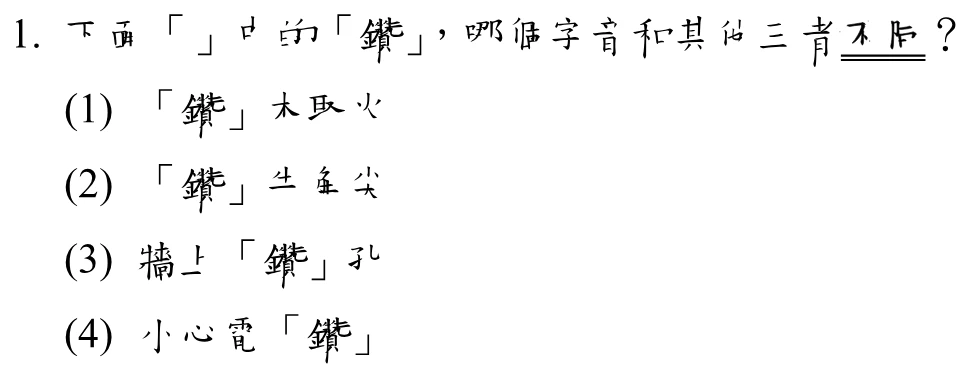 1. 下面「」中的「鑽」，哪個字音和其他三者不同？
(1) 「鑽」木取火
(2) 「鑽」牛角尖
(3) 牆上「鑽」孔
(4) 小心電「鑽」